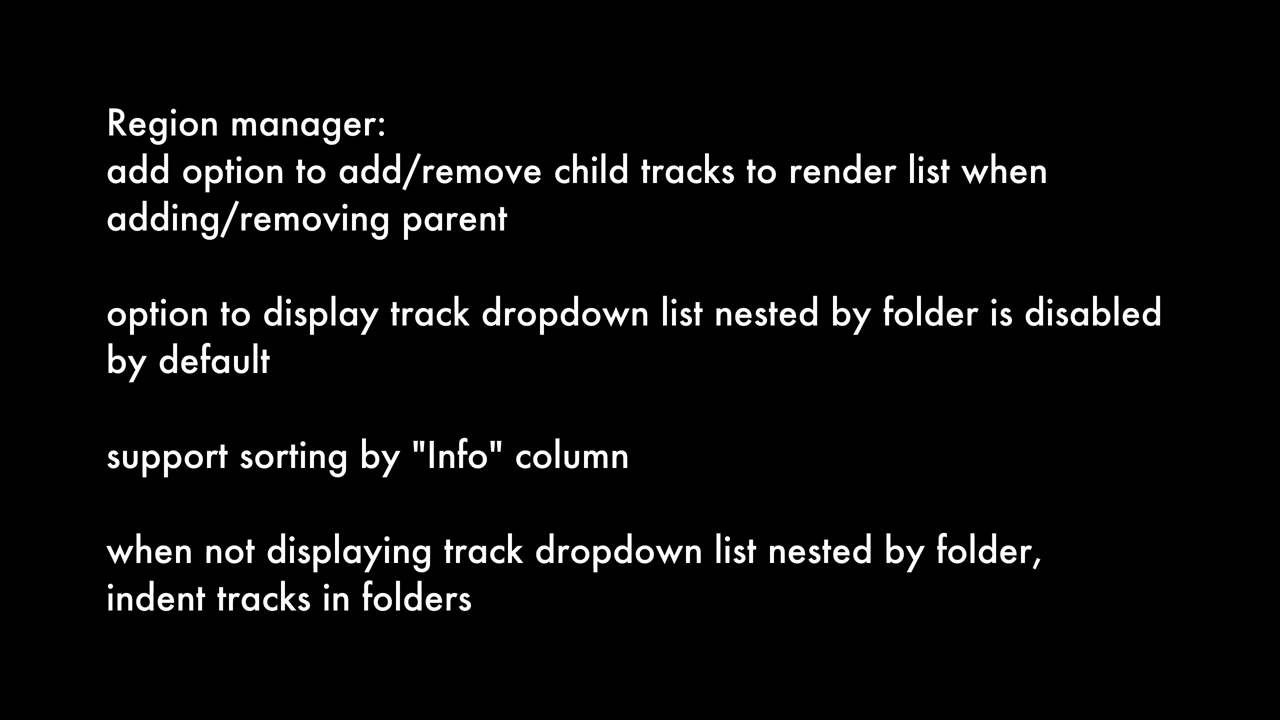 Region manager:
add option to add/remove child tracks to render list when
adding/removing parent
option to display track dropdown list nested by folder is disabled
by default
support sorting by "Info" column
when not displaying track dropdown list nested by folder,
indent tracks in folders